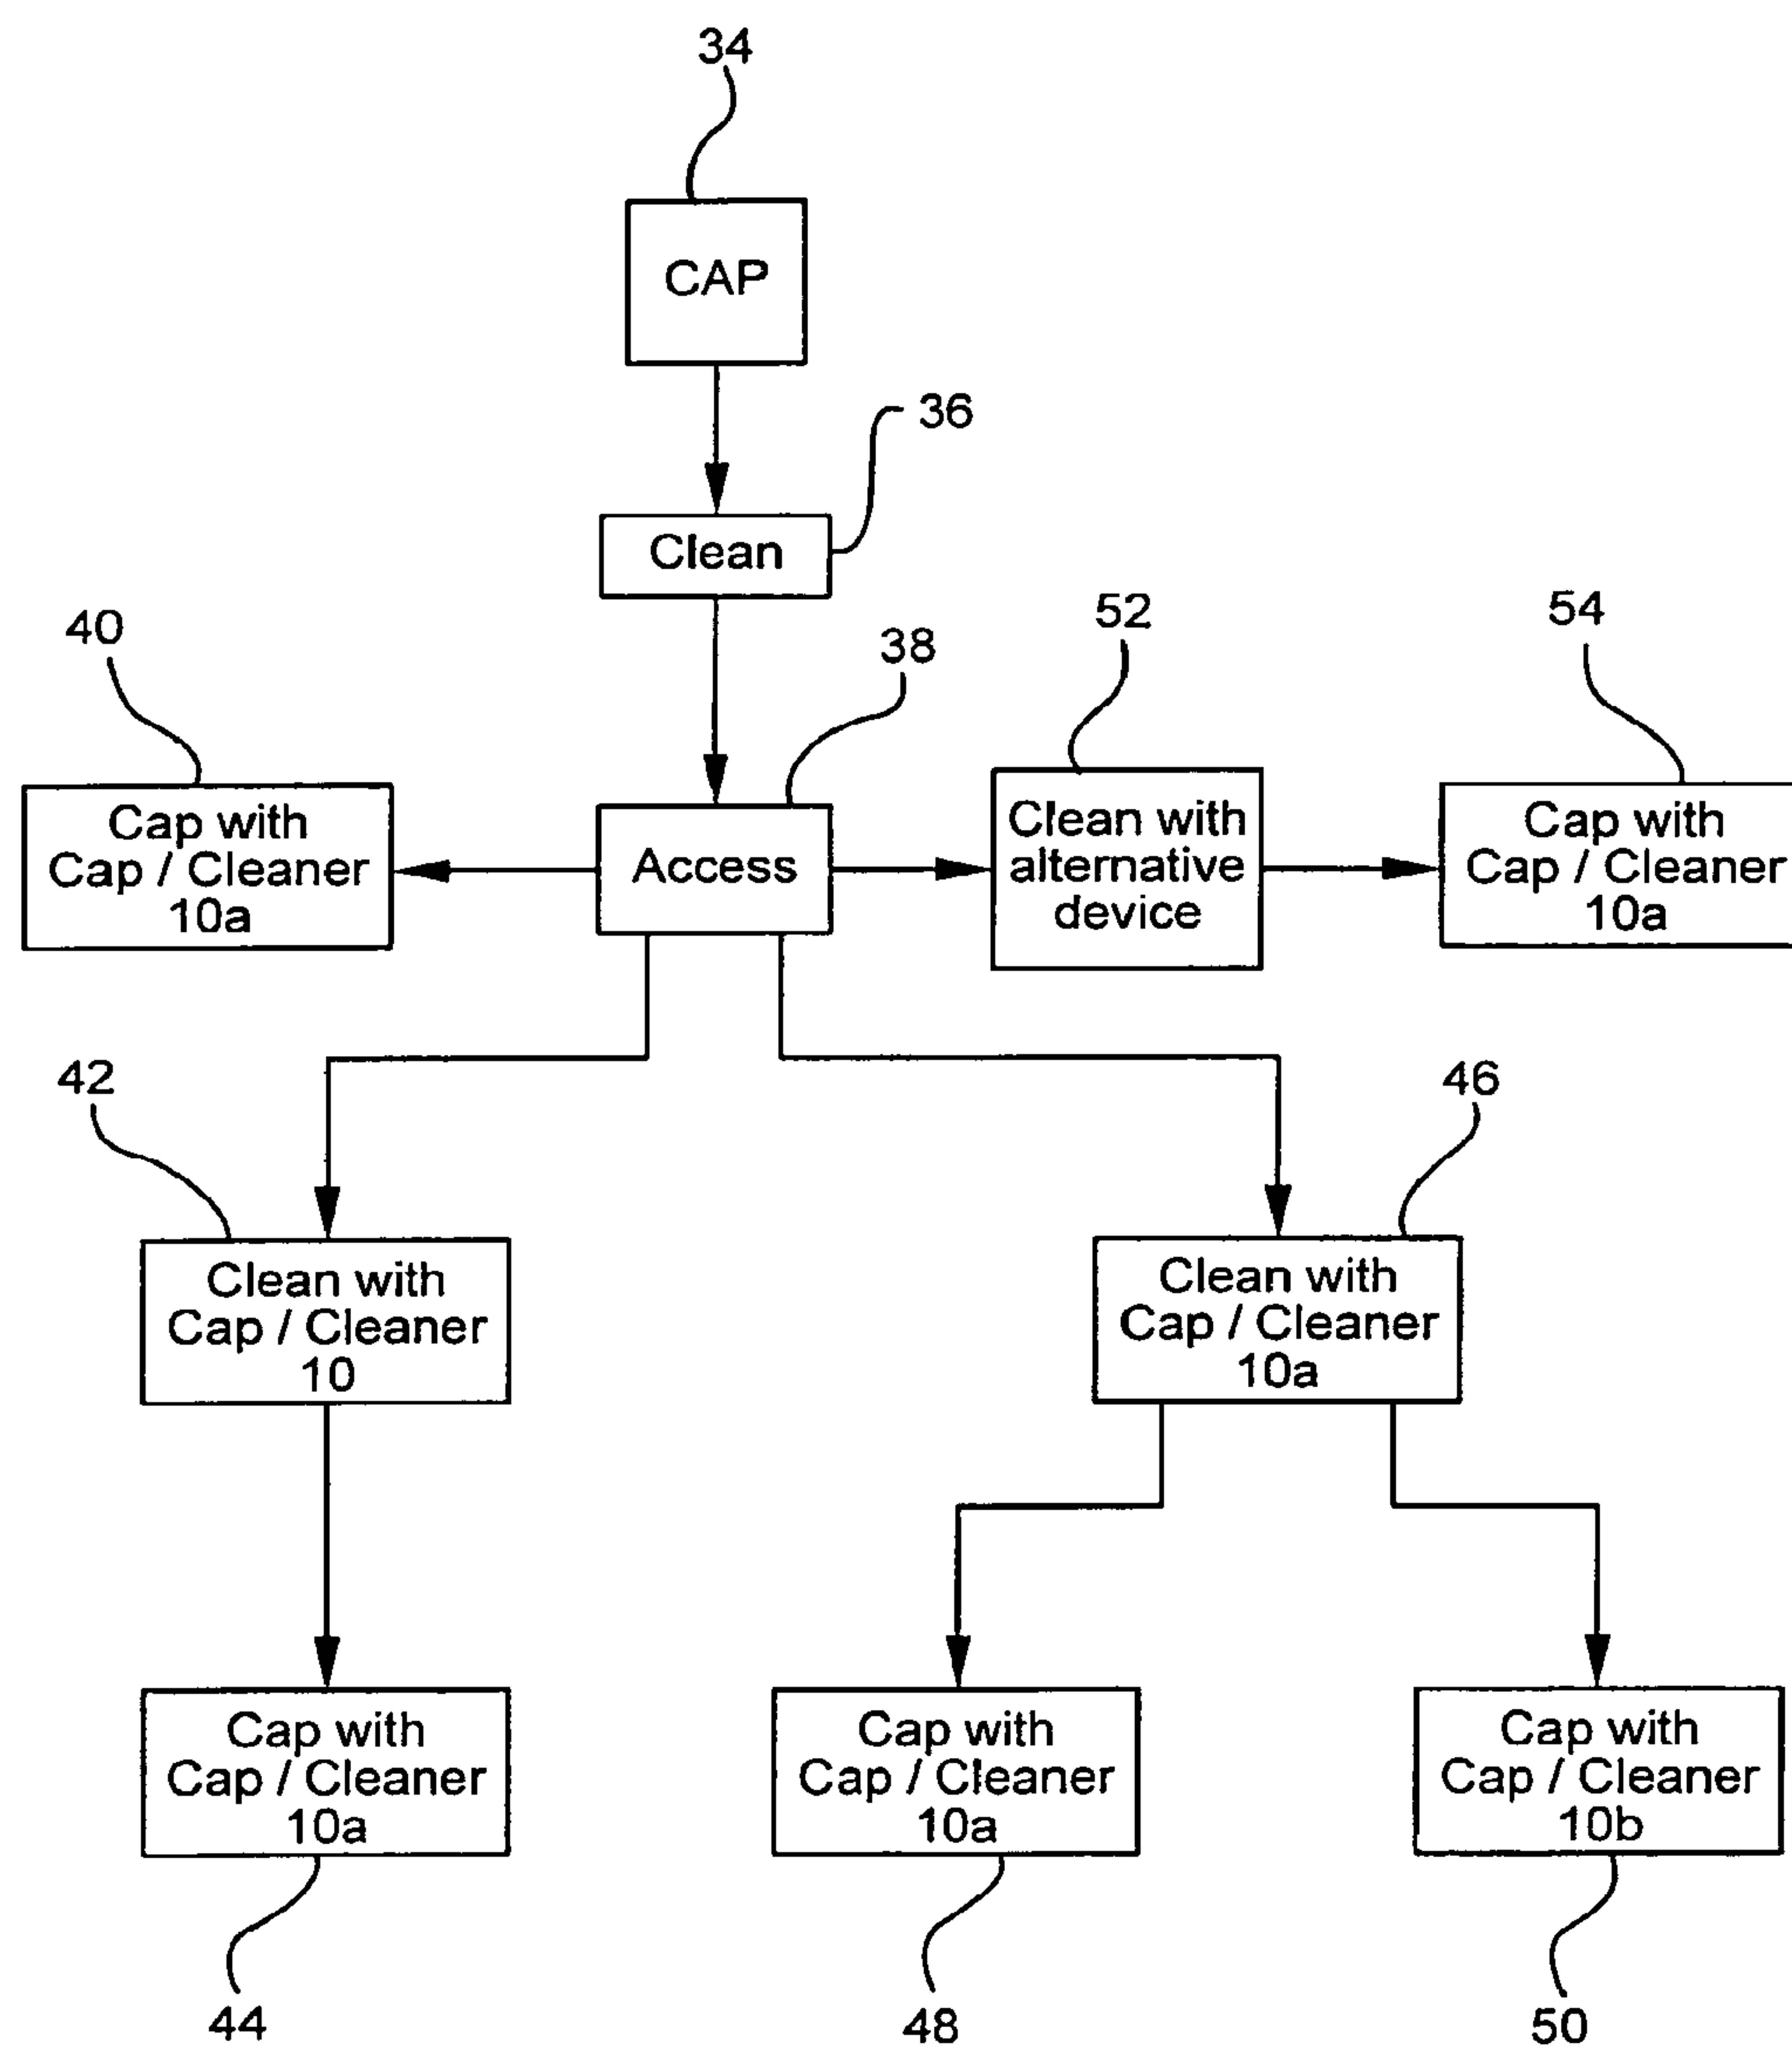 34
CAP
36
Clean
40
38
52
54
Cap with
Cap / Cleaner
10a
Access
Clean with
alternative
device
Cap with
Cap / Cleaner
10a
42
46
Clean with
Cap / Cleaner
10
Clean with
Cap / Cleaner
10a
Cap with
Cap / Cleaner
10a
Cap with
Cap / Cleaner
10a
Cap with
Cap / Cleaner
10b
44
48
50